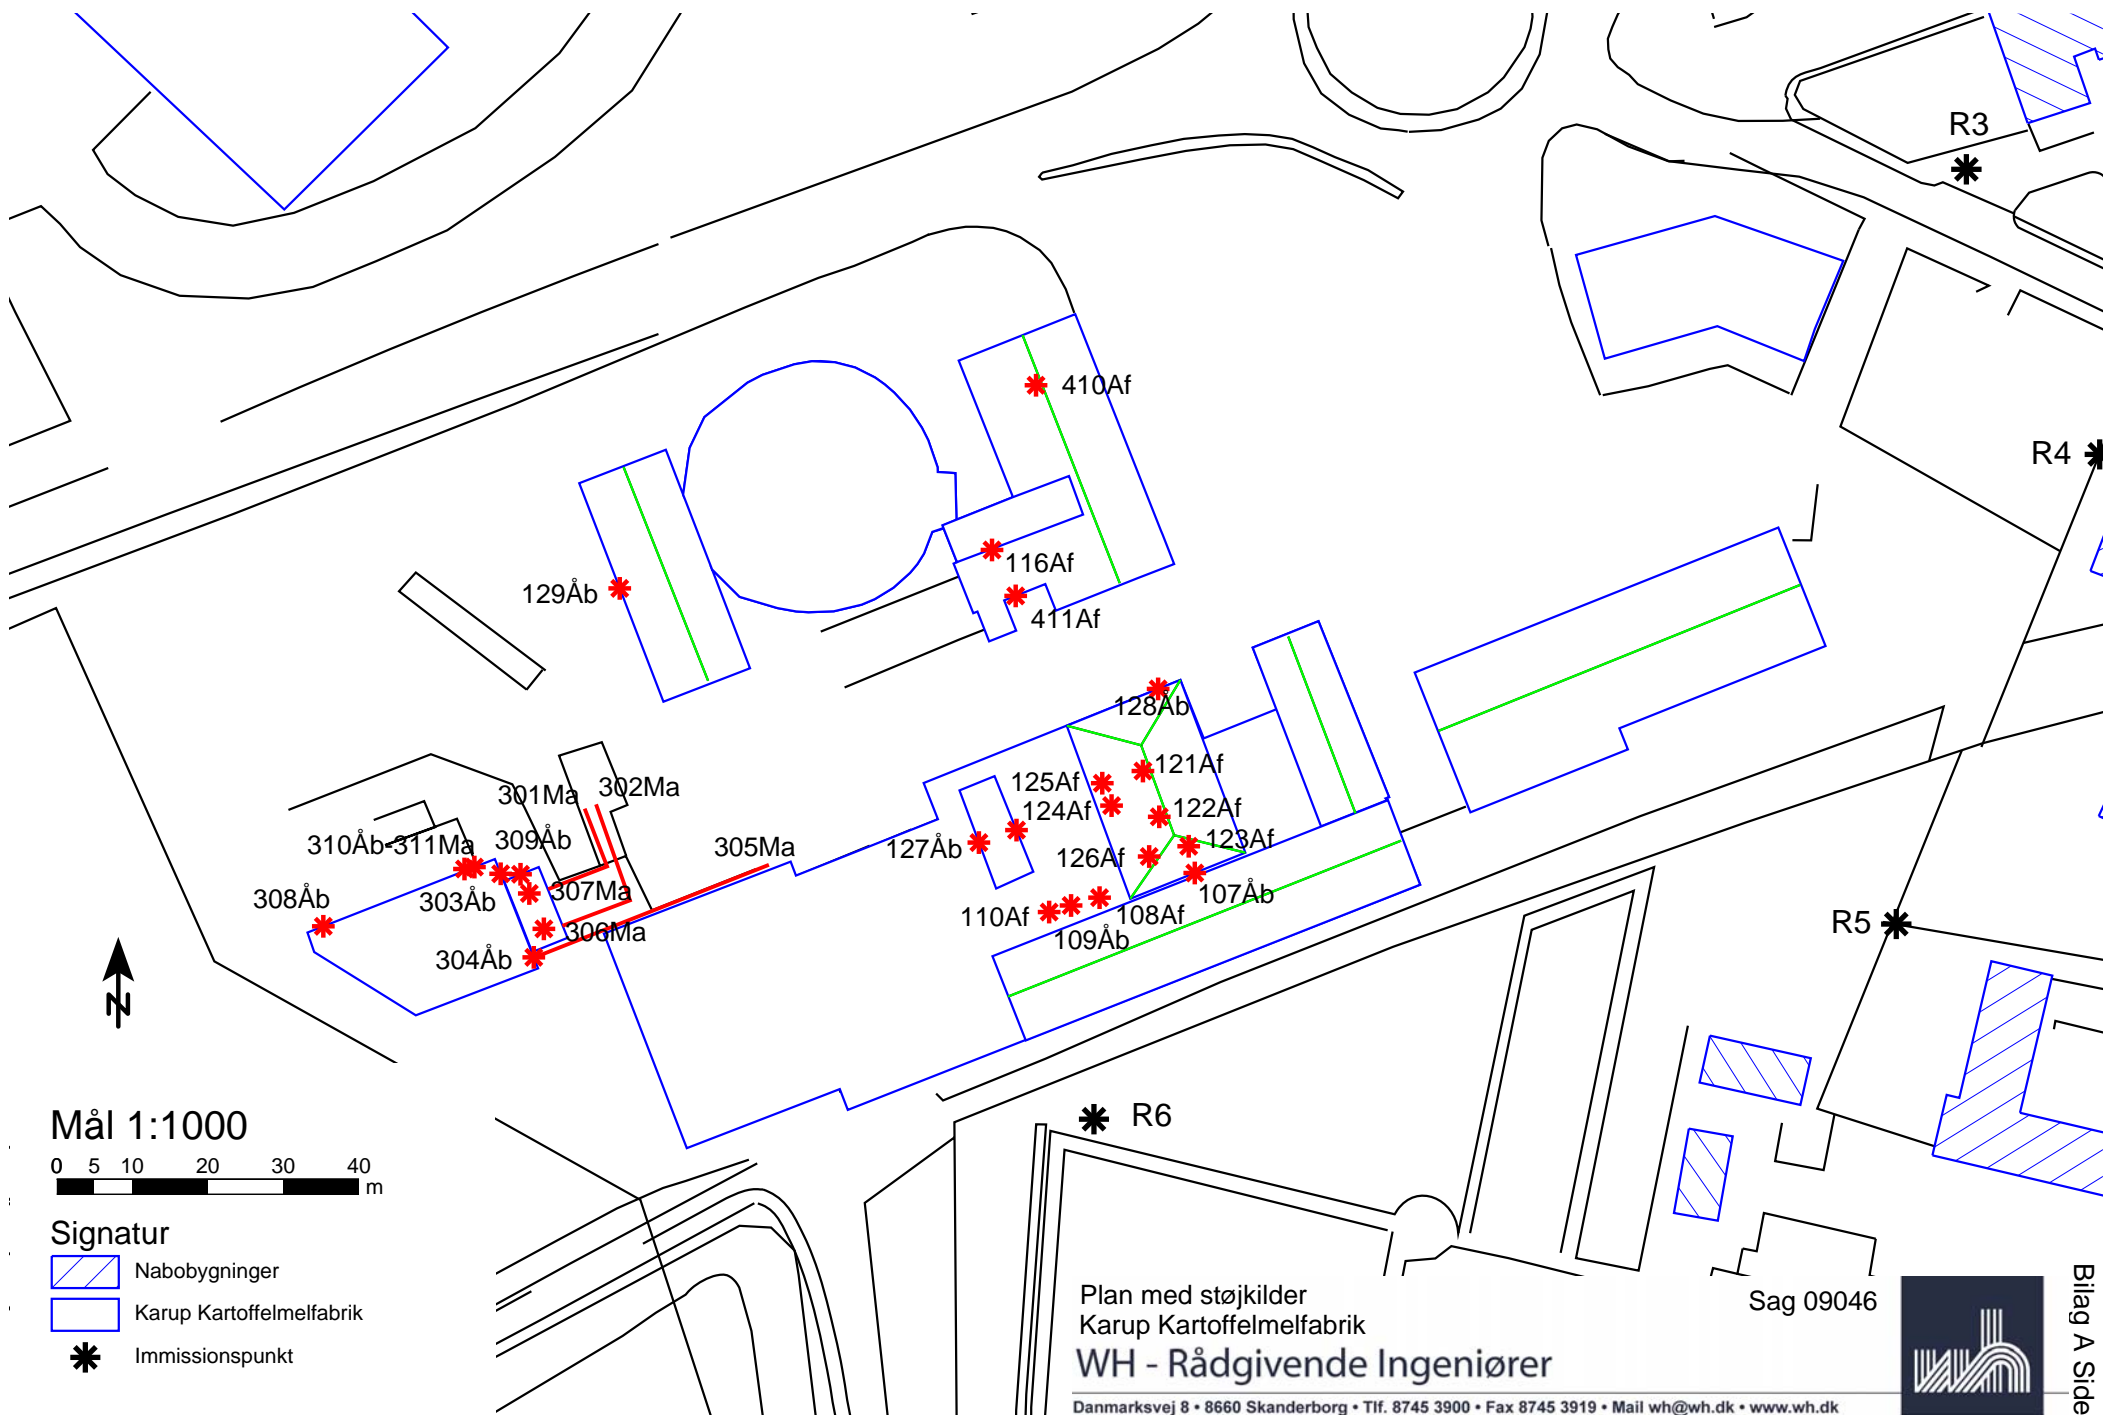 R3
410Af
R4
116Af
129Åb
411Af
128Åb
121Af
125Af
301Ma
302Ma
124Af
122Af
309Åb
123Af
310Åb-311Ma
305Ma
127Åb
126Af
308Åb
303Åb
307Ma
107Åb
110Af
108Af
R5
306Ma
109Åb
304Åb
N
R6
Mål 1:1000
0 5 10 20 30 40
m
Signatur
Nabobygninger
Karup Kartoffelmelfabrik
Immissionspunkt
Plan med støjkilder
Karup Kartoffelmelfabrik
Sag 09046
WH - Rådgivende Ingeniører
Danmarksvej 8 • 8660 Skanderborg • Tlf. 8745 3900 • Fax 8745 3919 • Mail wh@wh.dk • www.wh.dk
Bilag A Side